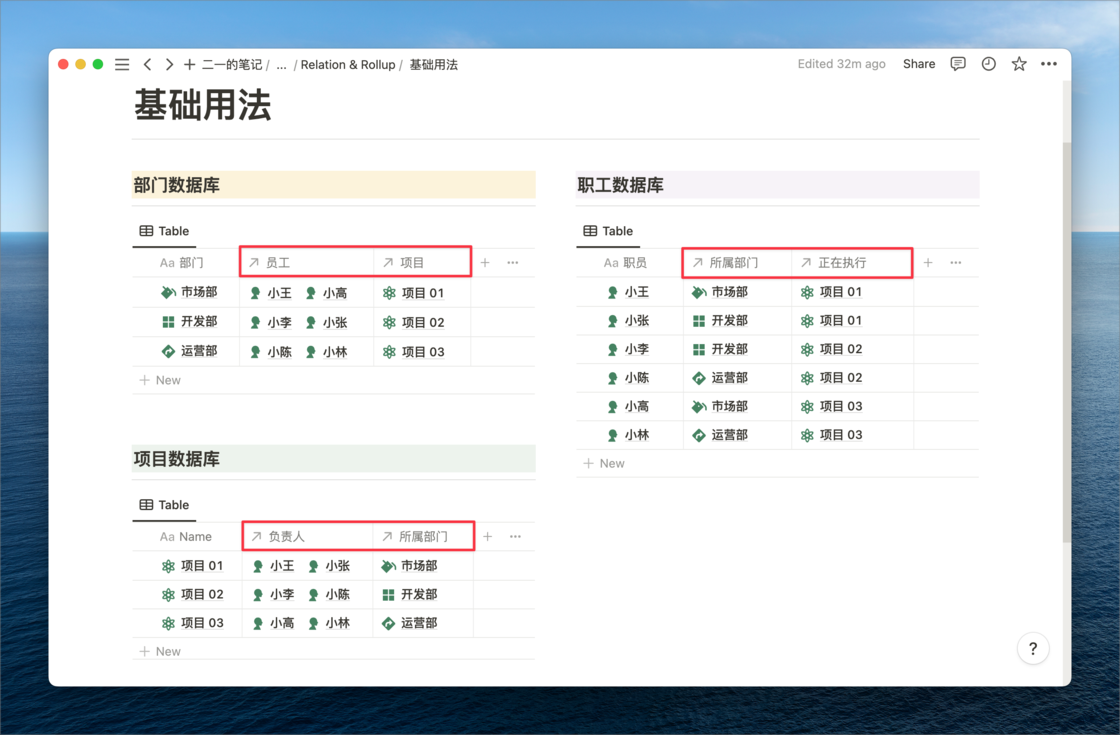 二一的笔记 / ... / Relation & Rollup / 基础用法
Edited 32m ago Share
基础用法
部门数据库
Table
Aa 部门 员工 项目
市场部 小王 小高 项目 01
开发部 小李 小张 项目 02
运营部 小陈 小林 项目 03
New
职工数据库
Table
Aa 职员 所属部门 正在执行
小王 市场部 项目 01
小张 开发部 项目 01
小李 开发部 项目 02
小陈 运营部 项目 02
小高 市场部 项目 03
小林 运营部 项目 03
New
项目数据库
Table
Aa Name 负责人 所属部门
项目 01 小王 小张 市场部
项目 02 小李 小陈 开发部
项目 03 小高 小林 运营部
New
?